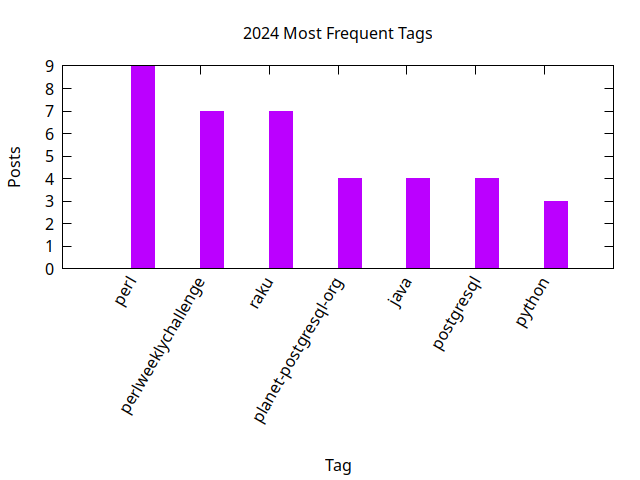 2024 Most Frequent Tags
Posts
9
8
7
6
5
4
3
2
1
0
perl
perlweeklychallenge
raku
planet-postgresql-org
java
postgresql
python
Tag